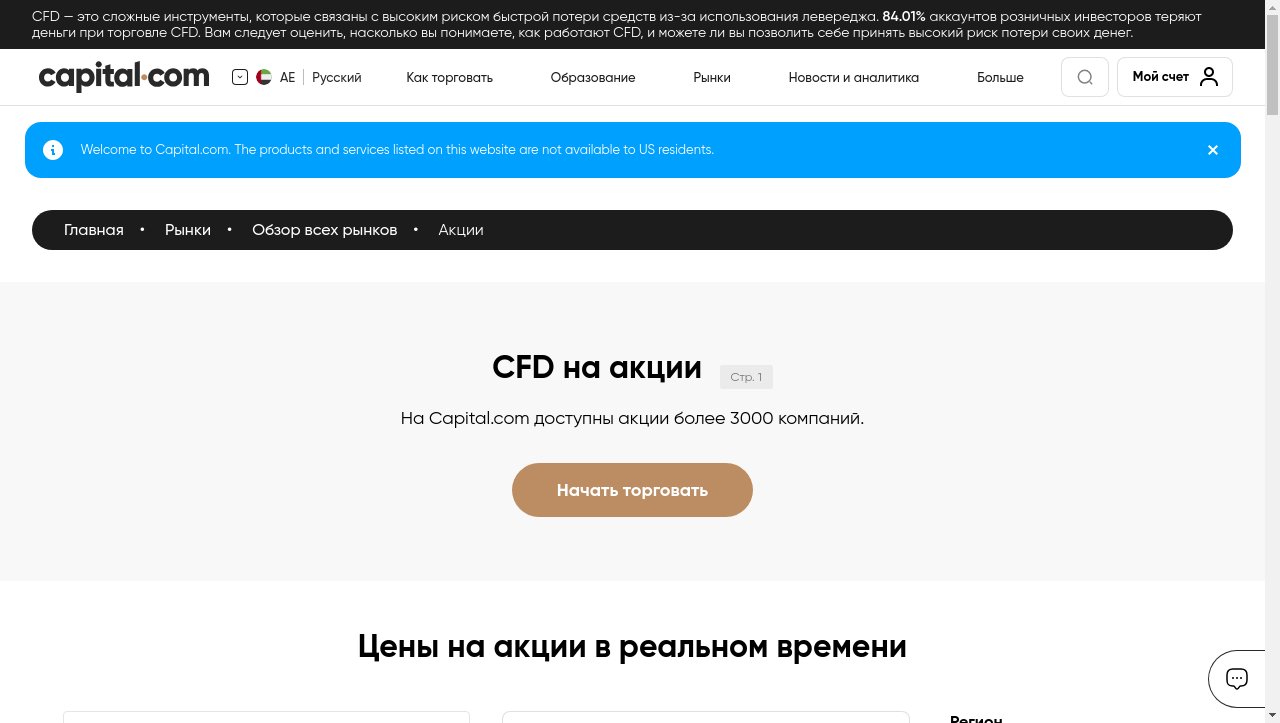 CFD — это сложные инструменты, которые связаны с высоким риском быстрой потери средств из-за использования левереджа. 84.01% аккаунтов розничных инвесторов теряют
деньги при торговле CFD. Вам следует оценить, насколько вы понимаете, как работают CFD, и можете ли вы позволить себе принять высокий риск потери своих денег.
capital.com AE Русский Как торговать Образование Рынки Новости и аналитика Больше Мой счет
Welcome to Capital.com. The products and services listed on this website are not available to US residents.
Главная • Рынки • Обзор всех рынков • Акции
CFD на акции Стр. 1
На Capital.com доступны акции более 3000 компаний.
Начать торговать
Цены на акции в реальном времени
Регион